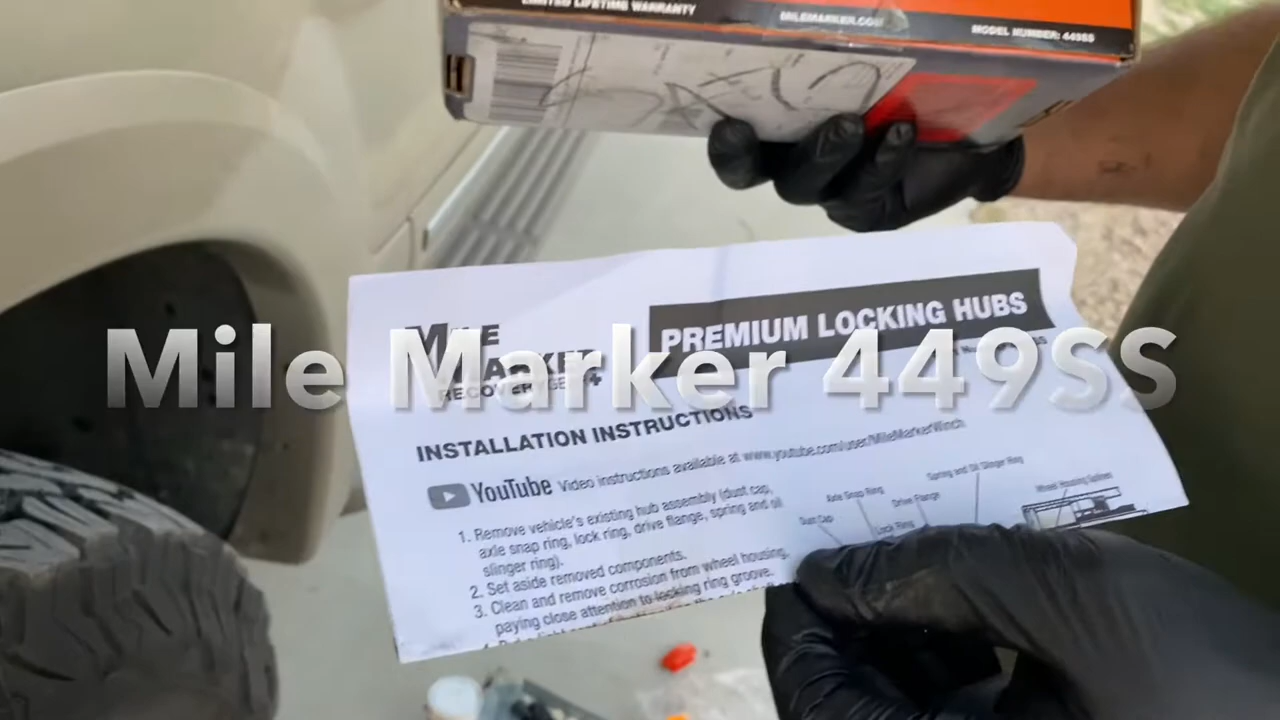 LIMITED LIFETIME WARRANTY
MILEMARKER.COM
MODEL NUMBER: 449SS
MILE
MARKER
RECOVERY GEAR+
PREMIUM LOCKING HUBS
Mile Marker 449SS
INSTALLATION INSTRUCTIONS
YouTube Video instructions available at www.youtube.com/user/MileMarkerWinch
1. Remove vehicle's existing hub assembly (dust cap,
axle snap ring, lock ring, drive flange, spring and oil
slinger ring).
2. Set aside removed components.
3. Clean and remove corrosion from wheel housing,
paying close attention to locking ring groove.
Dust Cap
Axle Snap Ring
Lock Ring
Drive Flange
Spring and Oil Slinger Ring
Wheel Housing Splines